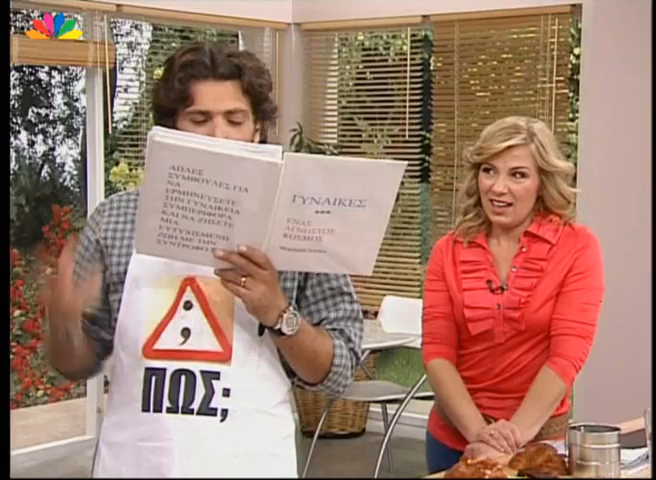 ΑΠΛΕΣ
ΣΥΜΒΟΥΛΕΣ ΓΙΑ
ΝΑ
ΕΡΜΗΝΕΥΣΕΤΕ
ΤΗΝ ΓΥΝΑΙΚΕΙΑ
ΣΥΜΠΕΡΙΦΟΡΑ
ΚΑΙ ΝΑ ΖΗΣΕΤΕ
ΜΙΑ
ΕΥΤΥΧΙΣΜΕΝΗ
ΖΩΗ ΜΕ ΤΗΝ
ΣΥΝΤΡΟΦΟ
ΓΥΝΑΙΚΕΣ
***
ΕΝΑΣ
ΑΓΝΩΣΤΟΣ
ΚΟΣΜΟΣ
;
ΠΩΣ;